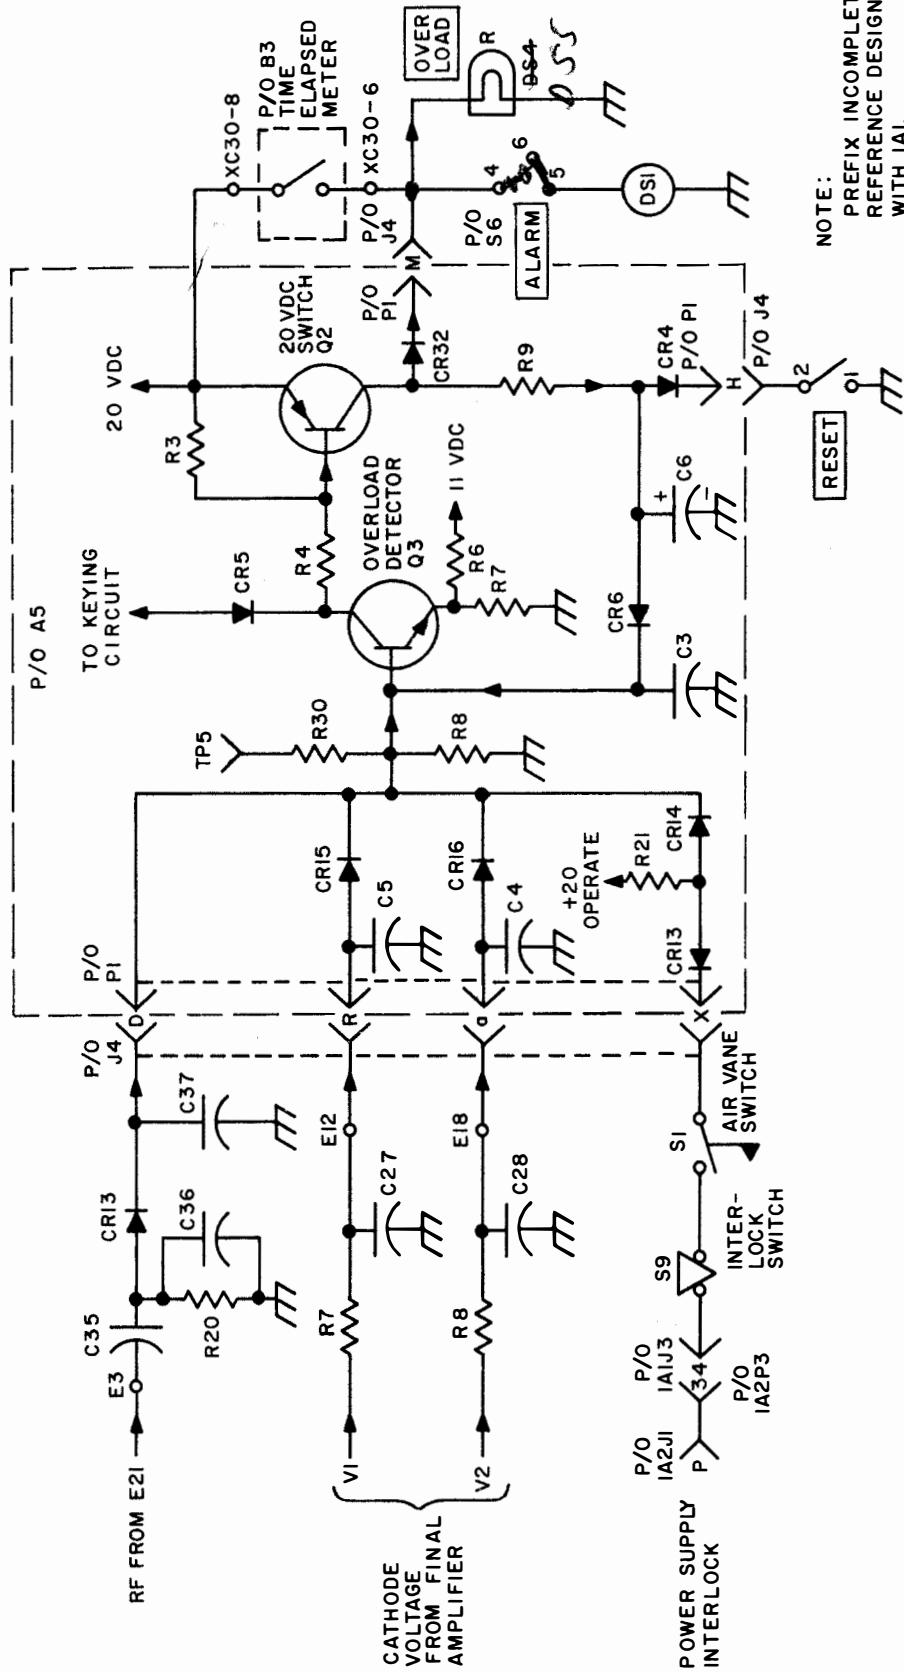 P/O A5
TO KEYING
CIRCUIT
20 VDC
XC30-8
P/O B3
TIME
ELAPSED
METER
XC30-6
P/O
J4
OVER
LOAD
R
DS4
DS5
R3
20 VDC
SWITCH
Q2
P/O
P1
M
P/O
S6
4
6
5
ALARM
DS1
CR5
R4
OVERLOAD
DETECTOR
Q3
11 VDC
R6
R7
CR32
R9
CR4
P/O P1
H
P/O J4
2
1
RESET
TP5
R30
R8
CR6
C3
C6
+
−
NOTE:
PREFIX INCOMPLET
REFERENCE DESIGN
WITH 1A1.
RF FROM E21
E3
C35
CR13
R20
C36
C37
P/O
J4
D
P/O
P1
CATHODE
VOLTAGE
FROM FINAL
AMPLIFIER
V1
R7
C27
E12
R
C5
CR15
V2
R8
C28
E18
a
C4
CR16
+20
OPERATE
R21
CR13
CR14
X
POWER SUPPLY
INTERLOCK
P/O
1A2J1
P
P/O
1A1J3
34
P/O
1A2P3
S9
INTER-
LOCK
SWITCH
S1
AIR VANE
SWITCH